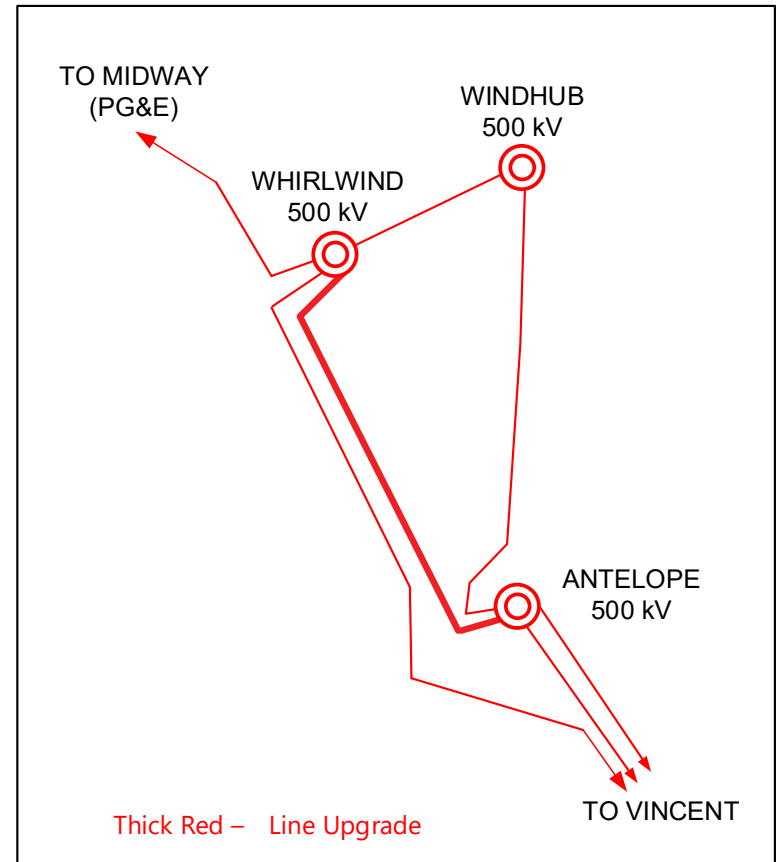 TO MIDWAY
(PG&E)
WINDHUB
500 kV
WHIRLWIND
500 kV
ANTELOPE
500 kV
TO VINCENT
Thick Red – Line Upgrade